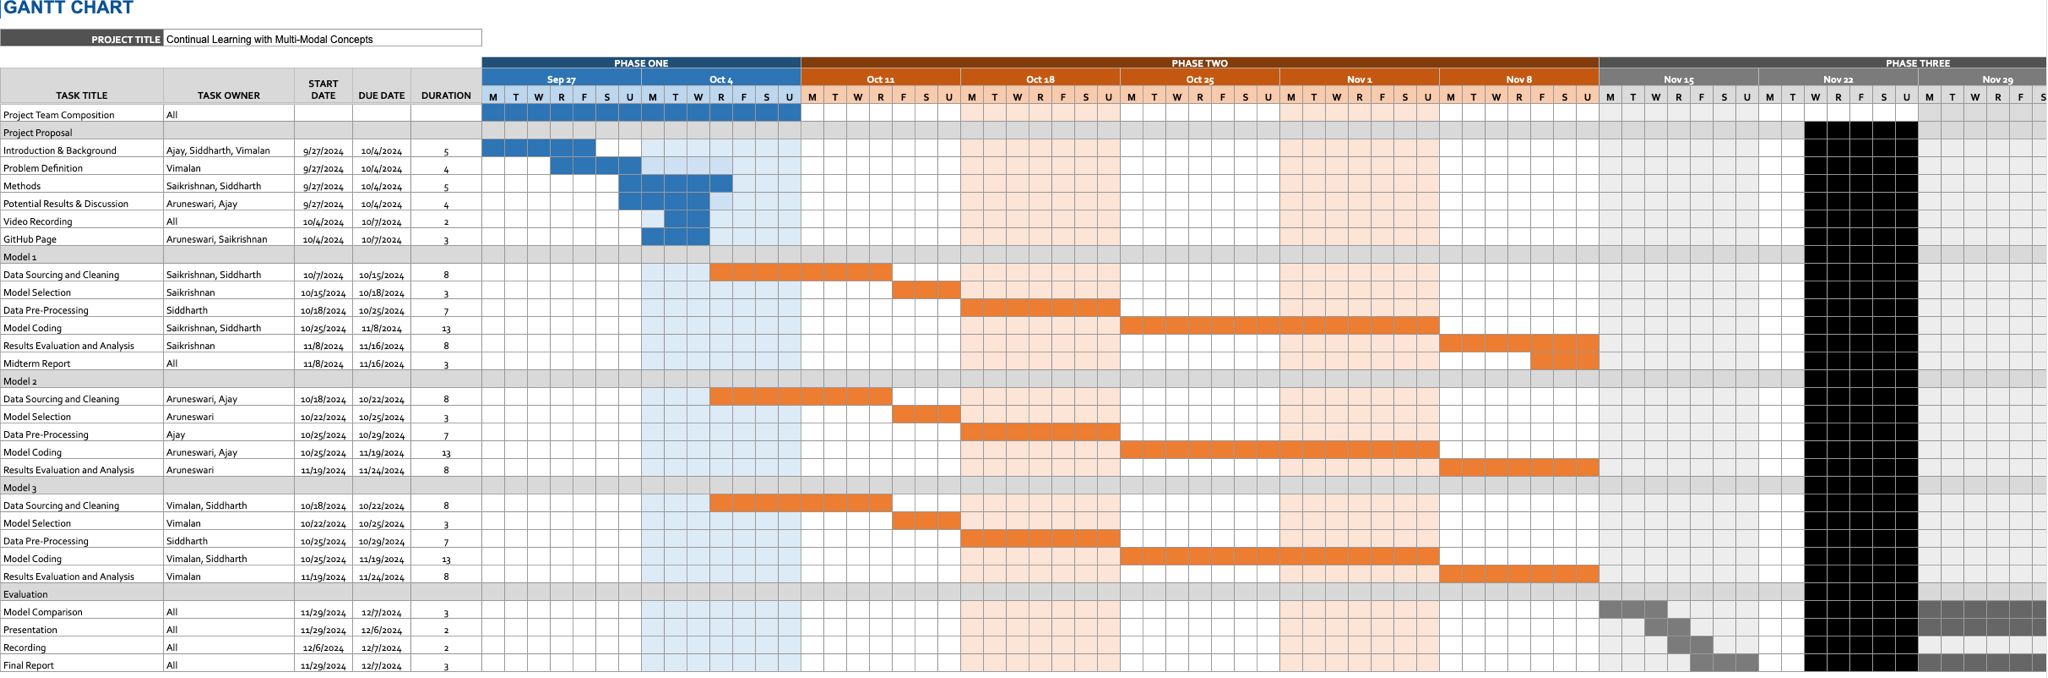 GANTT CHART
PROJECT TITLE Continual Learning with Multi-Modal Concepts
PHASE ONE PHASE TWO PHASE THREE
Sep 27 Oct 4 Oct 11 Oct 18 Oct 25 Nov 1 Nov 8 Nov 15 Nov 22 Nov 29
TASK TITLE TASK OWNER START DATE DUE DATE DURATION M T W R F S U M T W R F S U M T W R F S U M T W R F S U M T W R F S U M T W R F S U M T W R F S U M T W R F S U M T W R F S U M T W R F S
Project Team Composition All
Project Proposal
Introduction & Background Ajay, Siddharth, Vimalan 9/27/2024 10/4/2024 5
Problem Definition Vimalan 9/27/2024 10/4/2024 4
Methods Saikrishnan, Siddharth 9/27/2024 10/4/2024 5
Potential Results & Discussion Aruneswari, Ajay 9/27/2024 10/4/2024 4
Video Recording All 10/4/2024 10/7/2024 2
GitHub Page Aruneswari, Saikrishnan 10/4/2024 10/7/2024 3
Model 1
Data Sourcing and Cleaning Saikrishnan, Siddharth 10/7/2024 10/15/2024 8
Model Selection Saikrishnan 10/15/2024 10/18/2024 3
Data Pre-Processing Siddharth 10/18/2024 10/25/2024 7
Model Coding Saikrishnan, Siddharth 10/25/2024 11/8/2024 13
Results Evaluation and Analysis Saikrishnan 11/8/2024 11/16/2024 8
Midterm Report All 11/8/2024 11/16/2024 3
Model 2
Data Sourcing and Cleaning Aruneswari, Ajay 10/18/2024 10/22/2024 8
Model Selection Aruneswari 10/22/2024 10/25/2024 3
Data Pre-Processing Ajay 10/25/2024 10/29/2024 7
Model Coding Aruneswari, Ajay 10/25/2024 11/19/2024 13
Results Evaluation and Analysis Aruneswari 11/19/2024 11/24/2024 8
Model 3
Data Sourcing and Cleaning Vimalan, Siddharth 10/18/2024 10/22/2024 8
Model Selection Vimalan 10/22/2024 10/25/2024 3
Data Pre-Processing Siddharth 10/25/2024 10/29/2024 7
Model Coding Vimalan, Siddharth 10/25/2024 11/19/2024 13
Results Evaluation and Analysis Vimalan 11/19/2024 11/24/2024 8
Evaluation
Model Comparison All 11/29/2024 12/7/2024 3
Presentation All 11/29/2024 12/6/2024 2
Recording All 12/6/2024 12/7/2024 2
Final Report All 11/29/2024 12/7/2024 3